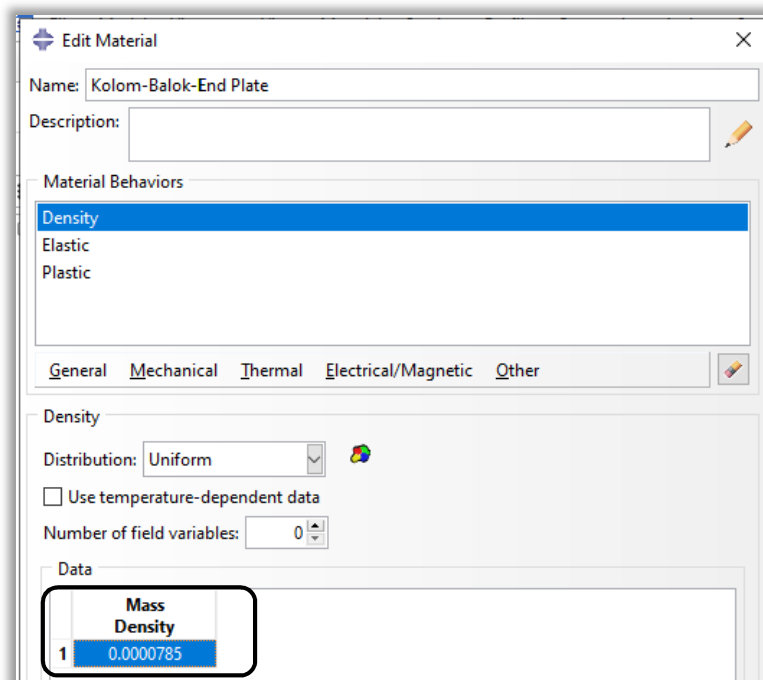 Edit Material
Name: Kolom-Balok-End Plate
Description:
Material Behaviors
Density
Elastic
Plastic
General Mechanical Thermal Electrical/Magnetic Other
Density
Distribution: Uniform
Use temperature-dependent data
Number of field variables: 0
Data
Mass
Density
1 0.0000785